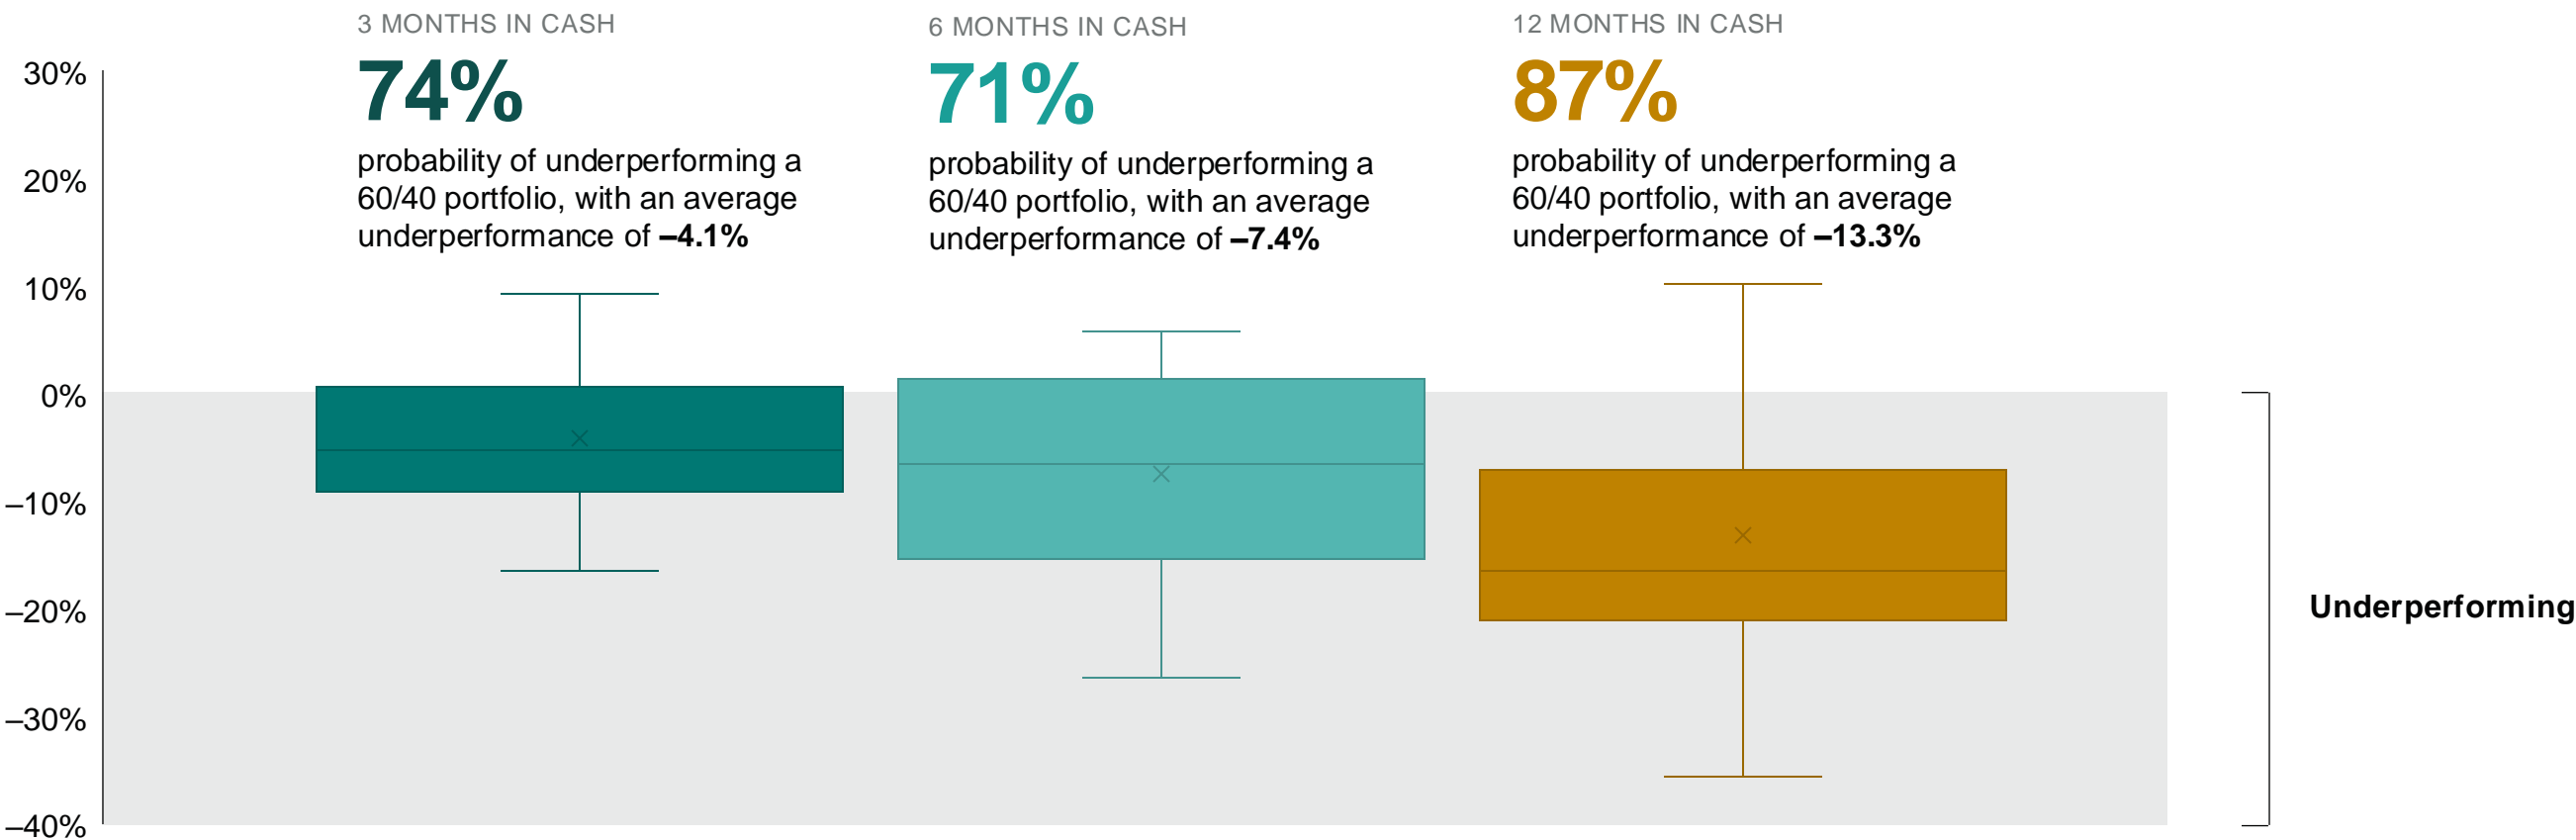 3 MONTHS IN CASH
74%
probability of underperforming a
60/40 portfolio, with an average
underperformance of –4.1%
6 MONTHS IN CASH
71%
probability of underperforming a
60/40 portfolio, with an average
underperformance of –7.4%
12 MONTHS IN CASH
87%
probability of underperforming a
60/40 portfolio, with an average
underperformance of –13.3%
30%
20%
10%
0%
–10%
–20%
–30%
–40%
Underperforming